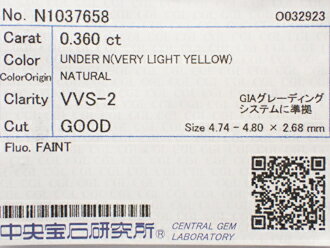 No. N1037658 O032923
Carat 0.360 ct
Color UNDER N(VERY LIGHT YELLOW)
ColorOrigin NATURAL
Clarity VVS-2 GIAグレーディング
システムに準拠
Cut GOOD Size 4.74 - 4.80 × 2.68 mm
Fluo. FAINT
中央宝石研究所® CENTRAL GEM
LABORATORY